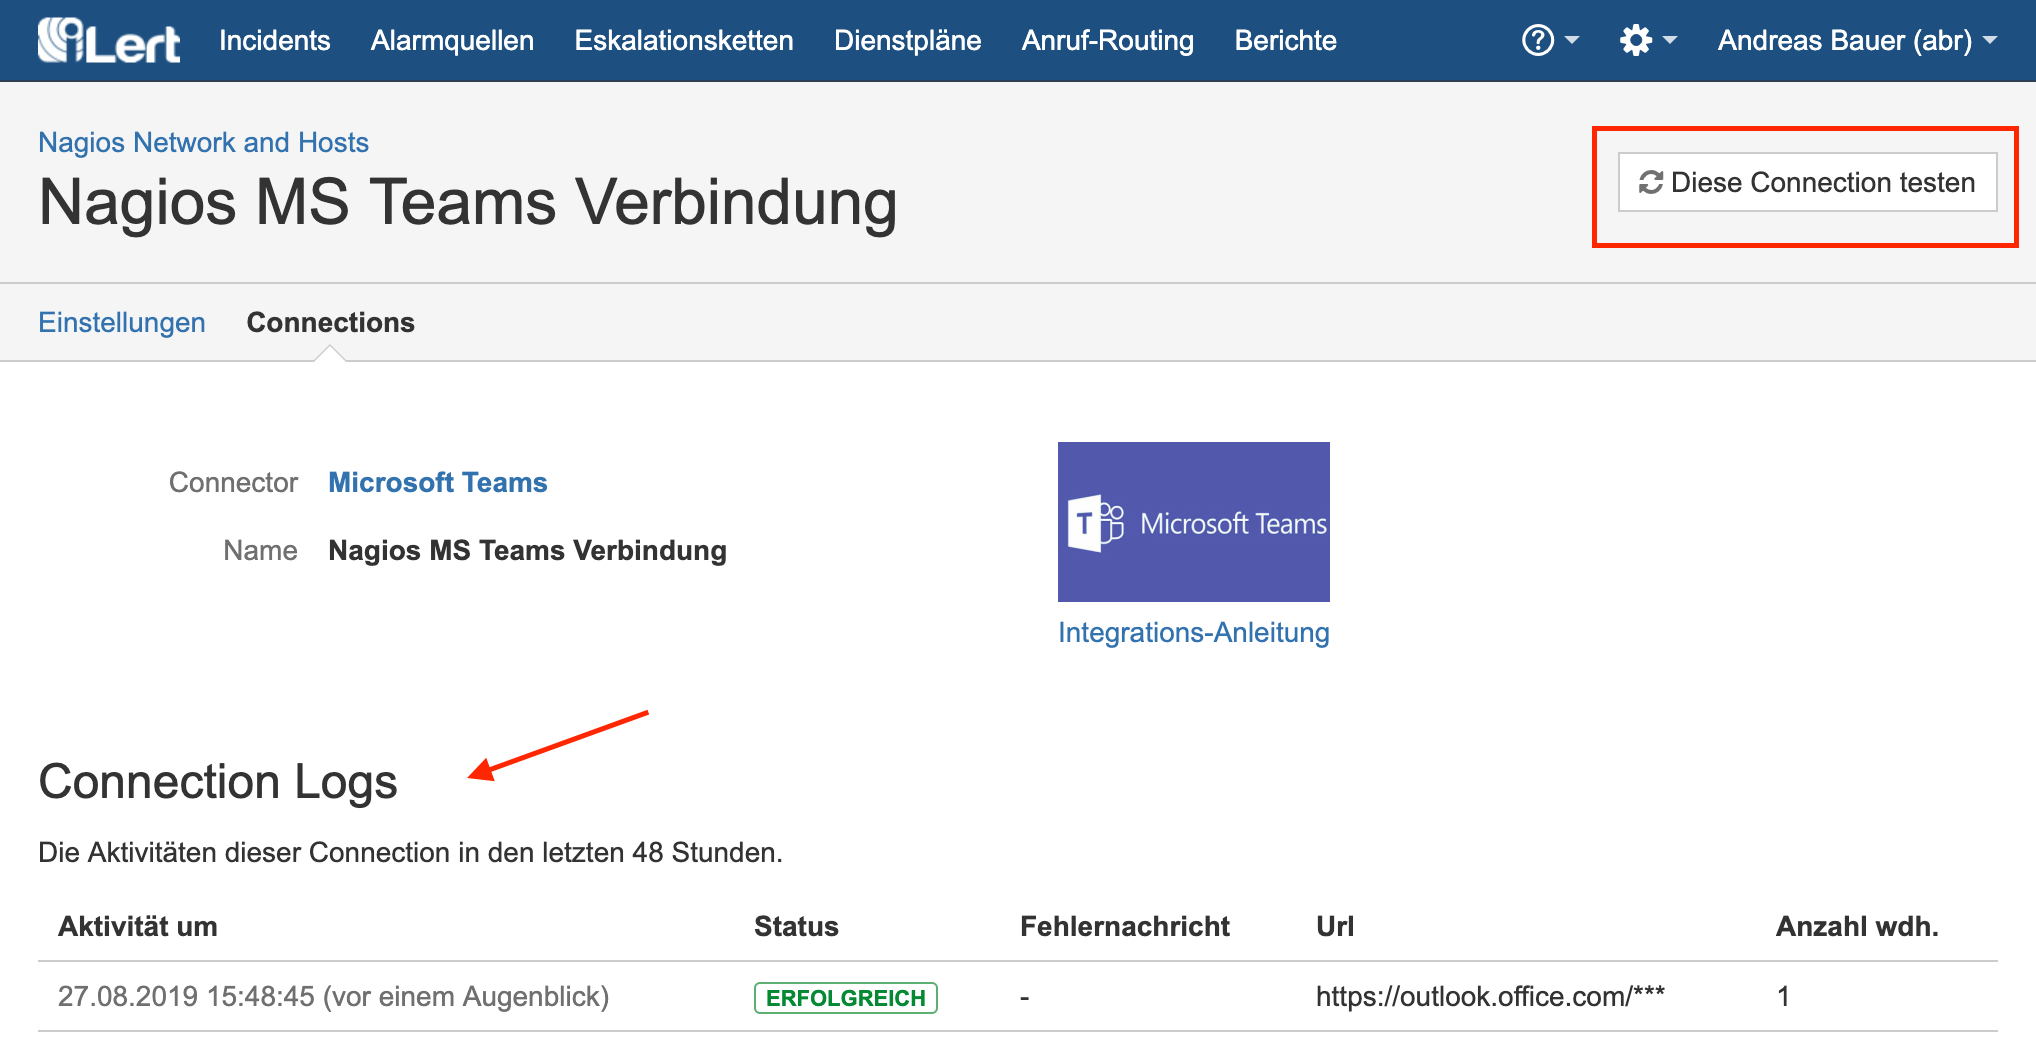 iLert Incidents Alarmquellen Eskalationsketten Dienstpläne Anruf-Routing Berichte ? Andreas Bauer (abr)
Nagios Network and Hosts
Nagios MS Teams Verbindung
Diese Connection testen
Einstellungen Connections
Connector Microsoft Teams
Name Nagios MS Teams Verbindung
T Microsoft Teams
Integrations-Anleitung
Connection Logs
Die Aktivitäten dieser Connection in den letzten 48 Stunden.
Aktivität um Status Fehlernachricht Url Anzahl wdh.
27.08.2019 15:48:45 (vor einem Augenblick) ERFOLGREICH - https://outlook.office.com/*** 1